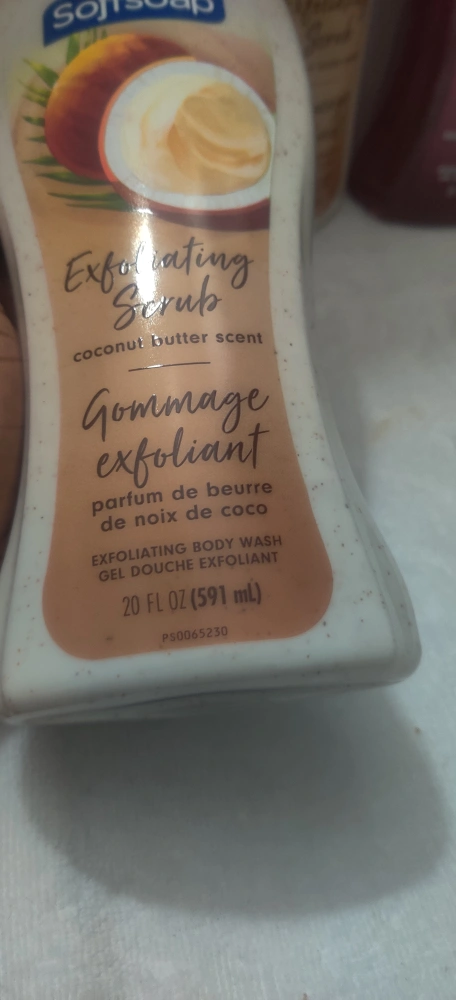 Softsoap
Exfoliating
Scrub
coconut butter scent
Gommage
exfoliant
parfum de beurre
de noix de coco
EXFOLIATING BODY WASH
GEL DOUCHE EXFOLIANT
20 FL OZ (591 mL)
PS0065230